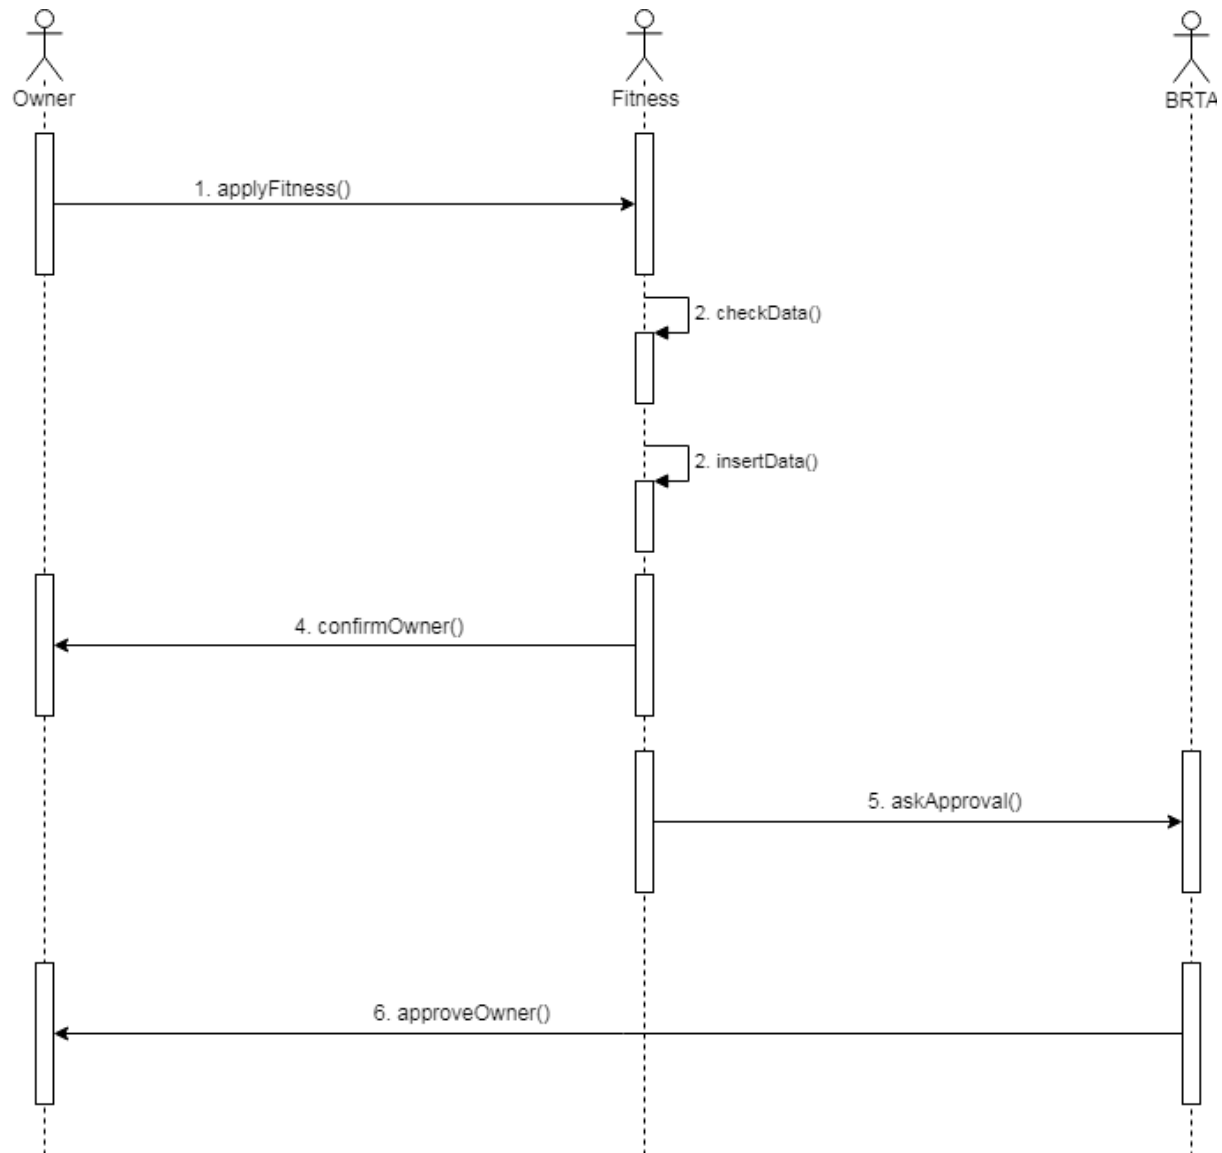 Owner
Fitness
BRTA
1. applyFitness()
2. checkData()
2. insertData()
4. confirmOwner()
5. askApproval()
6. approveOwner()